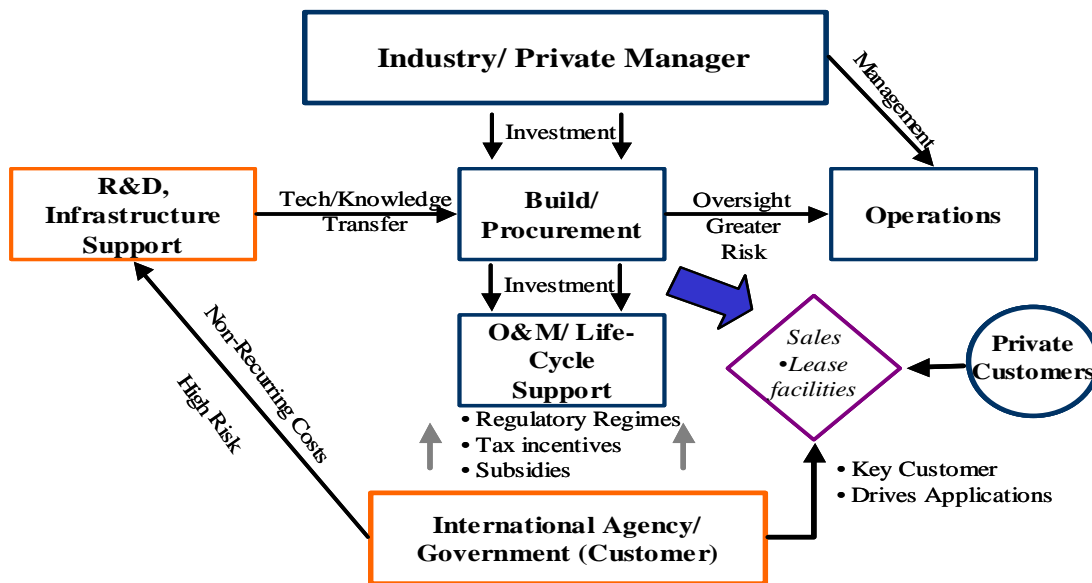 Industry/ Private Manager
Management
Investment
R&D,
Infrastructure
Support
Tech/Knowledge
Transfer
Build/
Procurement
Oversight
Greater
Risk
Operations
Investment
O&M/ Life-
Cycle
Support
Sales
•Lease
facilities
Private
Customers
Non-Recurring Costs
High Risk
• Regulatory Regimes
• Tax incentives
• Subsidies
• Key Customer
• Drives Applications
International Agency/
Government (Customer)